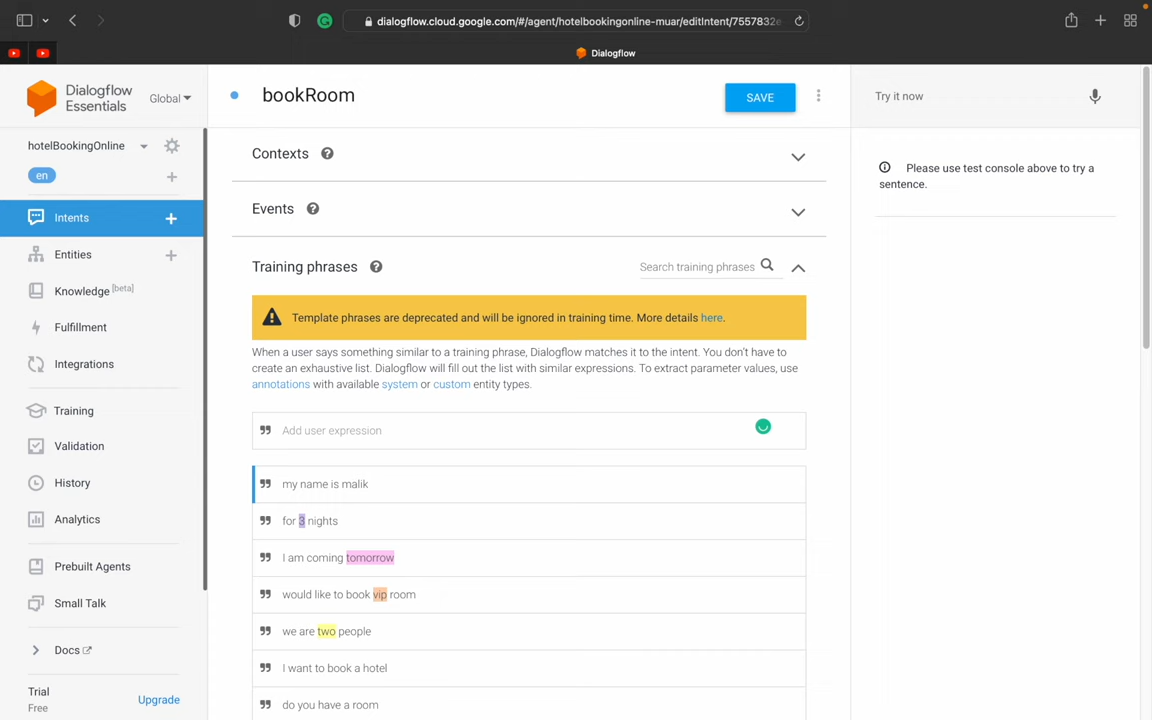 dialogflow.cloud.google.com/#/agent/hotelbookingonline-muar/editIntent/7557832e
Dialogflow
Dialogflow
Essentials
Global
bookRoom
SAVE
Try it now
hotelBookingOnline
en
Intents
Entities
Knowledge [beta]
Fulfillment
Integrations
Training
Validation
History
Analytics
Prebuilt Agents
Small Talk
Docs
Trial
Free
Upgrade
Contexts
Events
Training phrases
Search training phrases
Template phrases are deprecated and will be ignored in training time. More details here.
When a user says something similar to a training phrase, Dialogflow matches it to the intent. You don't have to
create an exhaustive list. Dialogflow will fill out the list with similar expressions. To extract parameter values, use
annotations with available system or custom entity types.
Add user expression
my name is malik
for 3 nights
I am coming tomorrow
would like to book vip room
we are two people
I want to book a hotel
do you have a room
Please use test console above to try a
sentence.